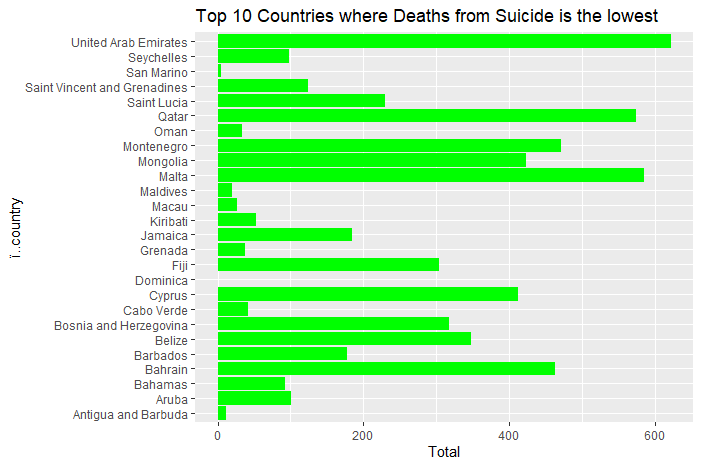 Top 10 Countries where Deaths from Suicide is the lowest
United Arab Emirates
Seychelles
San Marino
Saint Vincent and Grenadines
Saint Lucia
Qatar
Oman
Montenegro
Mongolia
Malta
Maldives
Macau
Kiribati
Jamaica
Grenada
Fiji
Dominica
Cyprus
Cabo Verde
Bosnia and Herzegovina
Belize
Barbados
Bahrain
Bahamas
Aruba
Antigua and Barbuda
ï..country
0 200 400 600
Total